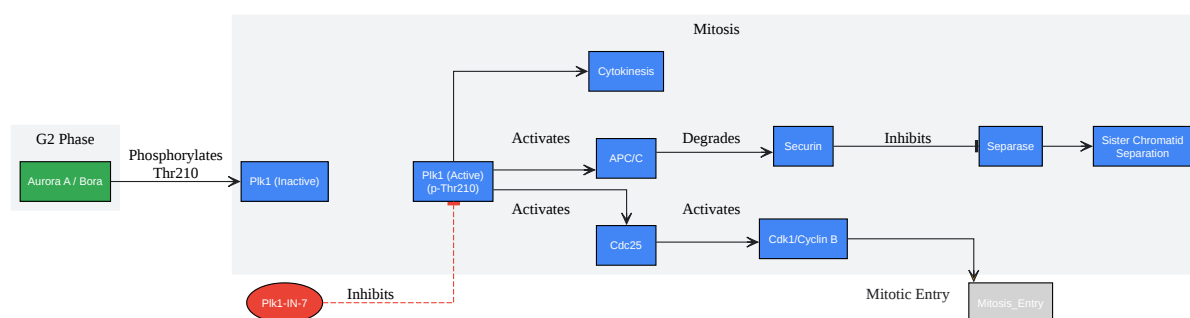 Mitosis
Cytokinesis
G2 Phase
Aurora A / Bora
Phosphorylates
Thr210
Plk1 (Inactive)
Plk1 (Active)
(p-Thr210)
Activates
APC/C
Degrades
Securin
Inhibits
Separase
Sister Chromatid
Separation
Activates
Cdc25
Activates
Cdk1/Cyclin B
Plk1-IN-7
Inhibits
Mitotic Entry
Mitosis_Entry